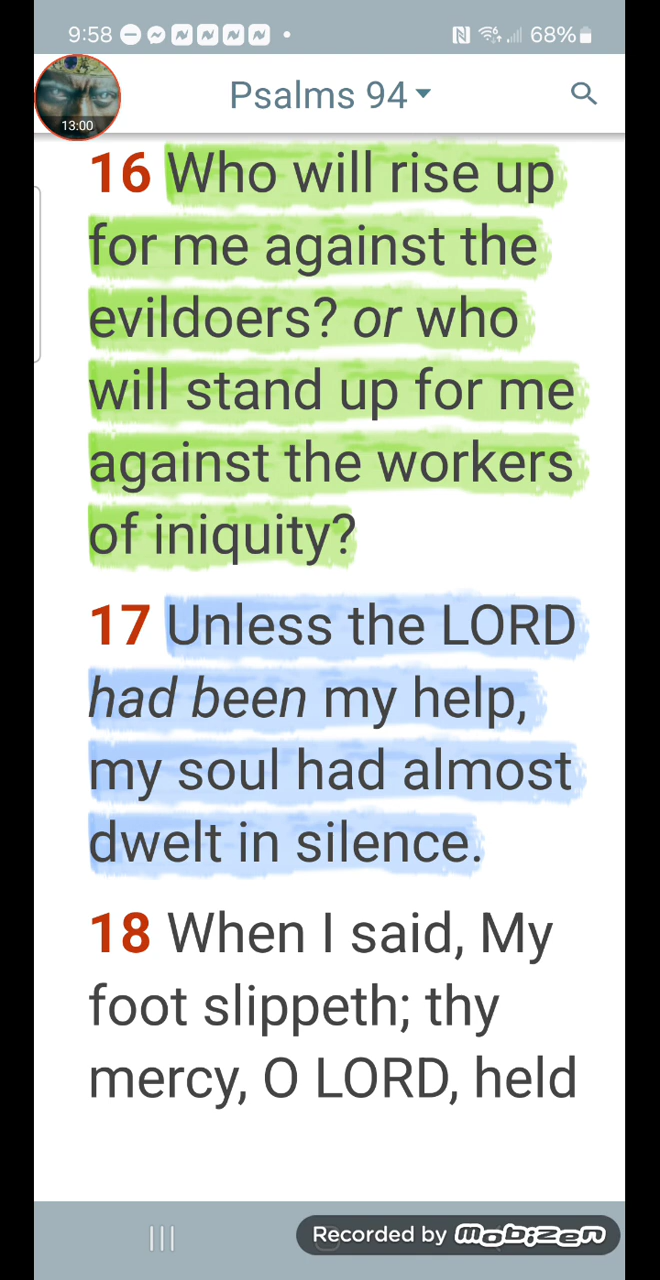 9:58
68%
13:00
Psalms 94
16 Who will rise up
for me against the
evildoers? or who
will stand up for me
against the workers
of iniquity?
17 Unless the LORD
had been my help,
my soul had almost
dwelt in silence.
18 When I said, My
foot slippeth; thy
mercy, O LORD, held
Recorded by mobizen